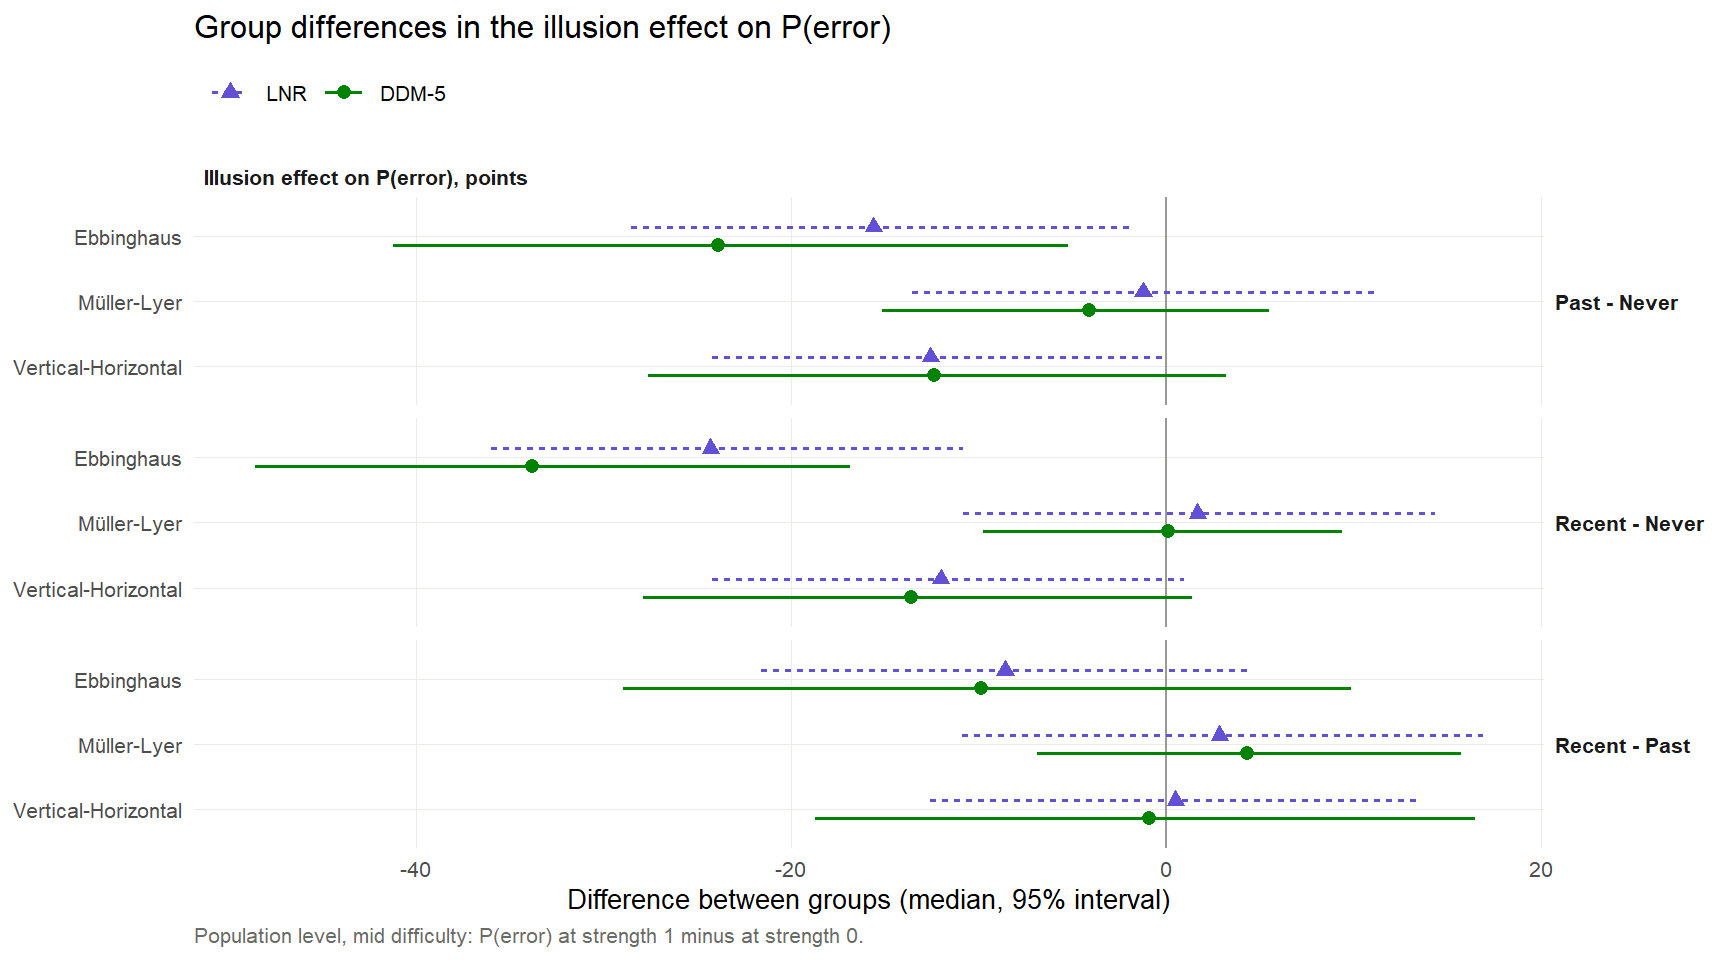 Group differences in the illusion effect on P(error)
LNR DDM-5
Illusion effect on P(error), points
Ebbinghaus
Müller-Lyer
Vertical-Horizontal
Past - Never
Ebbinghaus
Müller-Lyer
Vertical-Horizontal
Recent - Never
Ebbinghaus
Müller-Lyer
Vertical-Horizontal
Recent - Past
-40 -20 0 20
Difference between groups (median, 95% interval)
Population level, mid difficulty: P(error) at strength 1 minus at strength 0.